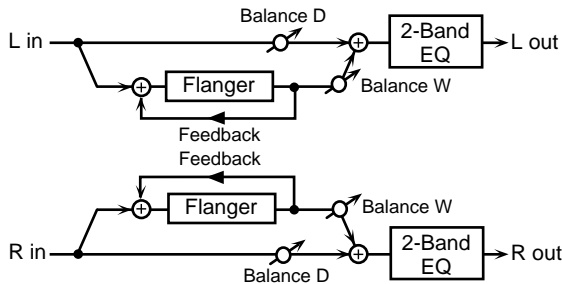 Balance D
2-Band
EQ
L in
L out
+
+
Flanger
Balance W
Feedback
Feedback
+
Flanger
Balance W
R in
+
2-Band
EQ
R out
Balance D